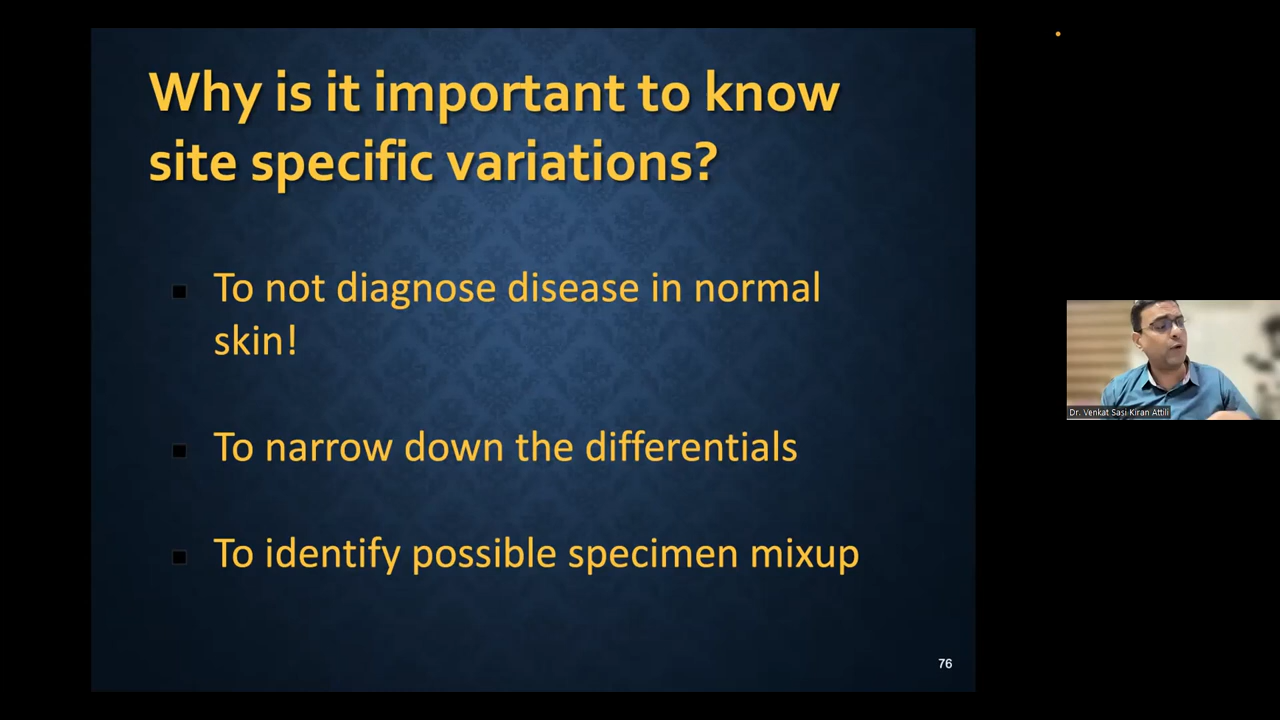 Why is it important to know
site specific variations?
To not diagnose disease in normal
skin!
To narrow down the differentials
To identify possible specimen mixup
76
Dr. Venkat Sasi Kiran Attili